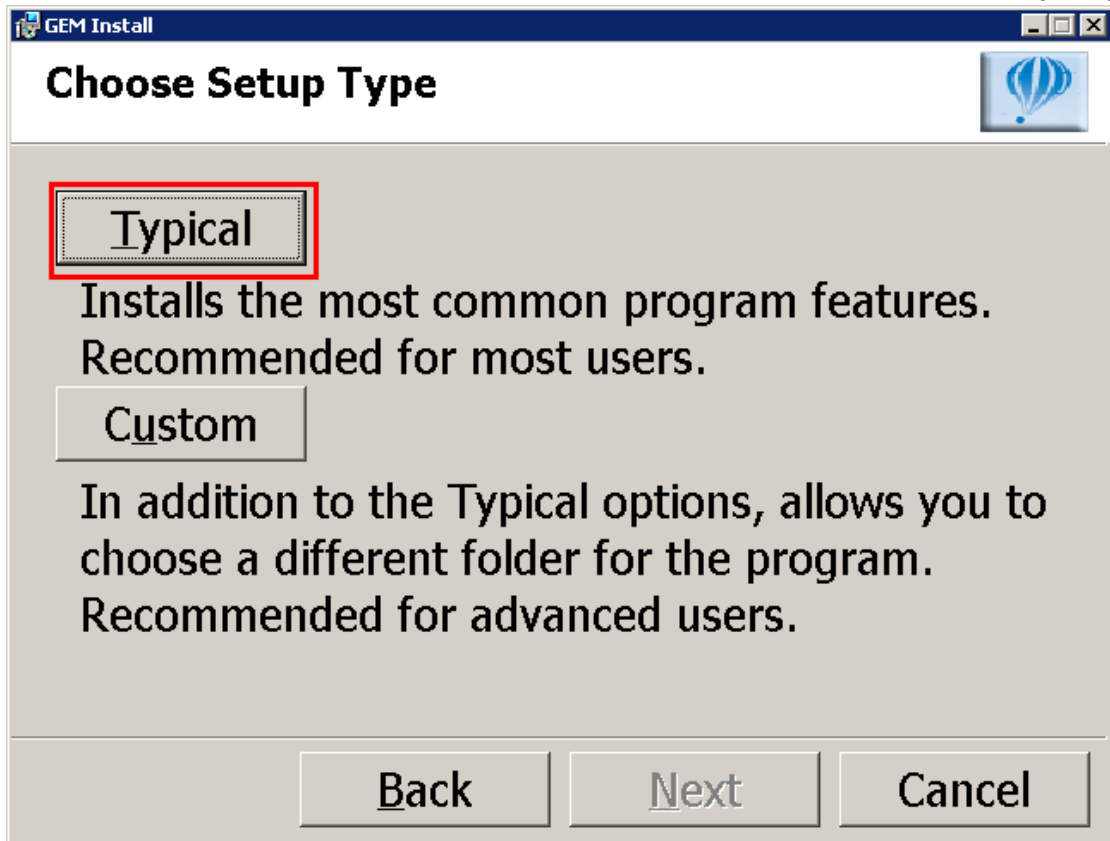 GEM Install
Choose Setup Type
Typical
Installs the most common program features.
Recommended for most users.
Custom
In addition to the Typical options, allows you to
choose a different folder for the program.
Recommended for advanced users.
Back Next Cancel